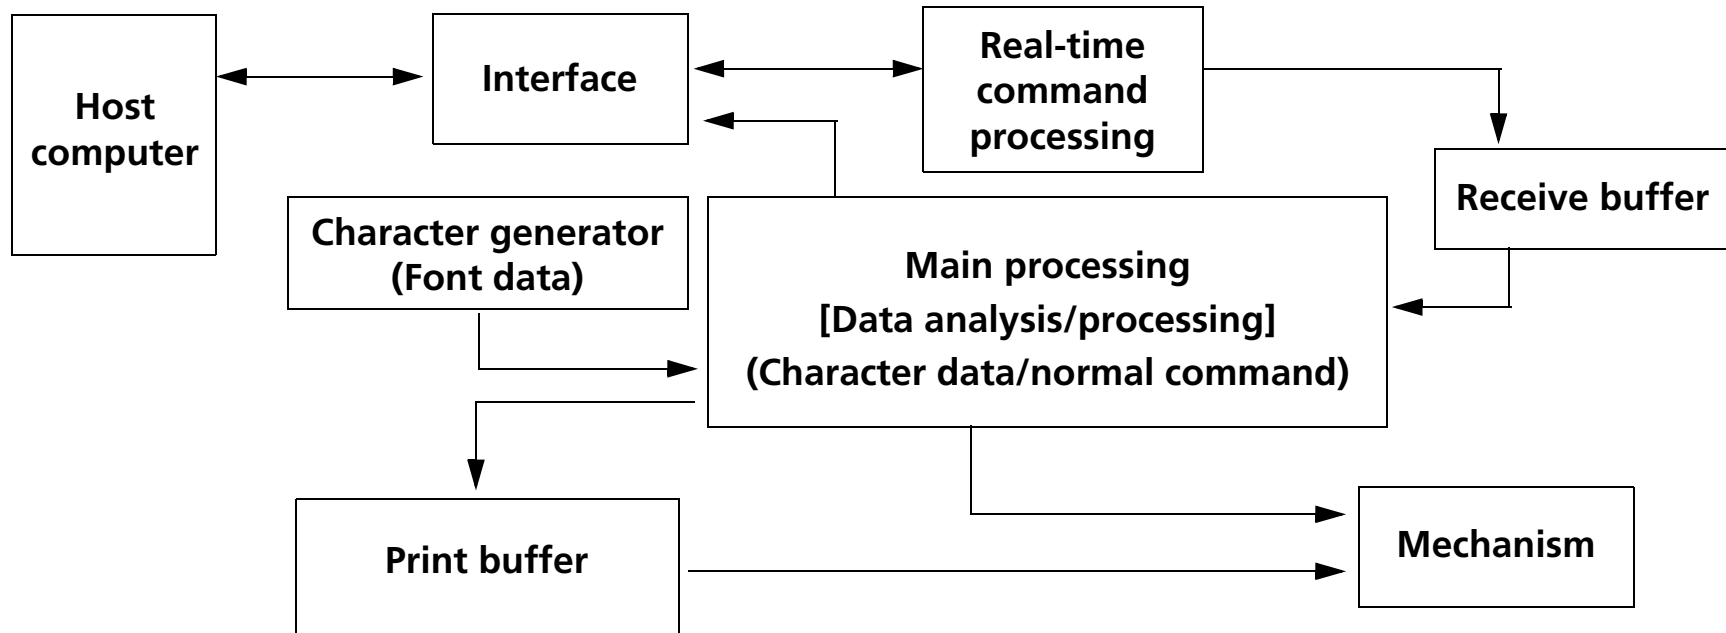 Host
computer
Interface
Real-time
command
processing
Receive buffer
Character generator
(Font data)
Main processing
[Data analysis/processing]
(Character data/normal command)
Print buffer
Mechanism